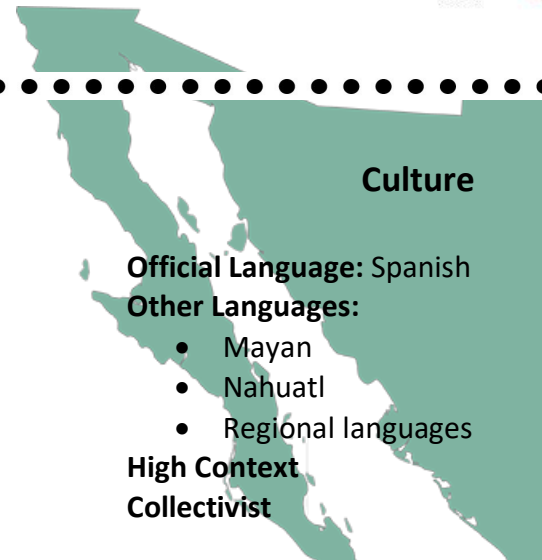 Culture
Official Language: Spanish
Other Languages:
• Mayan
• Nahuatl
• Regional languages
High Context
Collectivist